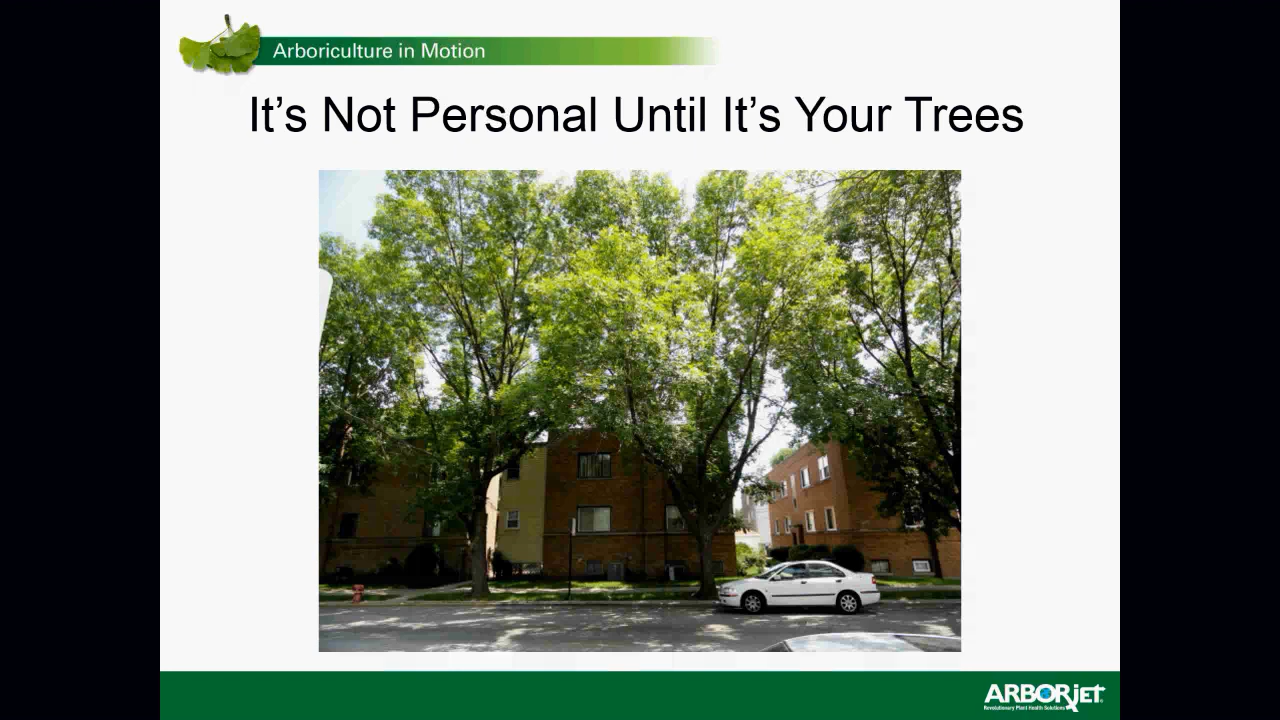 Arboriculture in Motion
It's Not Personal Until It's Your Trees
ARBORjET
Revolutionary Plant Health Solutions